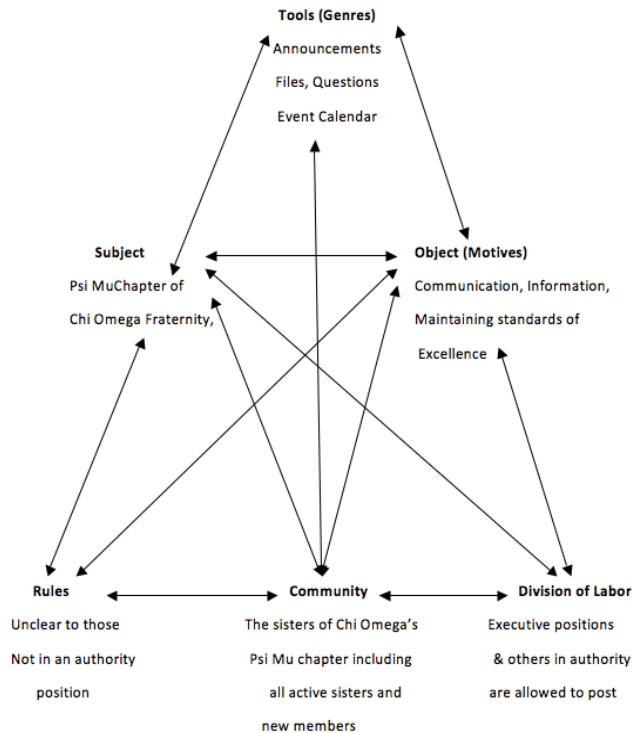 Tools (Genres)
Announcements
Files, Questions
Event Calendar
Subject
Psi MuChapter of
Chi Omega Fraternity,
Object (Motives)
Communication, Information,
Maintaining standards of
Excellence
Rules
Unclear to those
Not in an authority
position
Community
The sisters of Chi Omega’s
Psi Mu chapter including
all active sisters and
new members
Division of Labor
Executive positions
& others in authority
are allowed to post